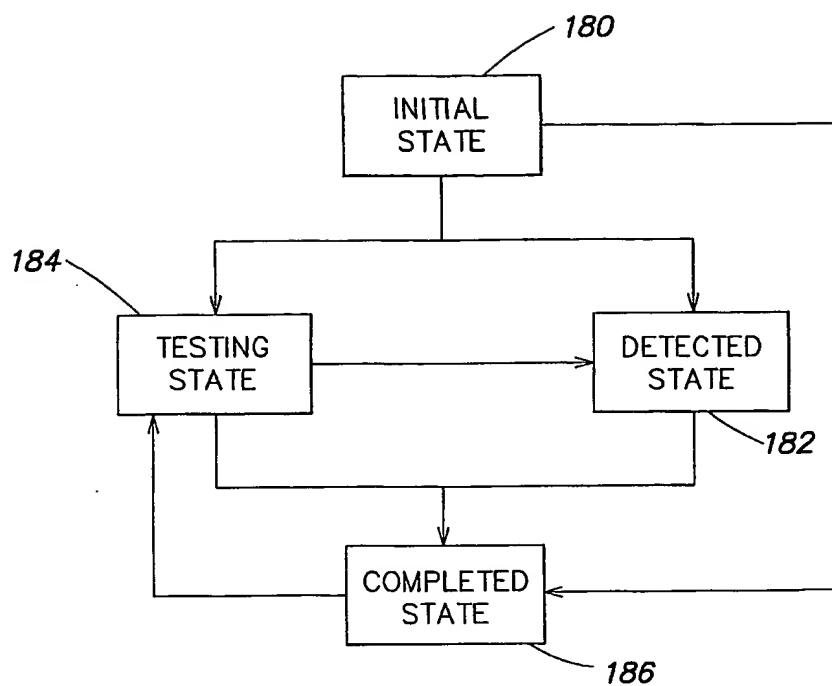 180
INITIAL
STATE
184
TESTING
STATE
DETECTED
STATE
182
COMPLETED
STATE
186